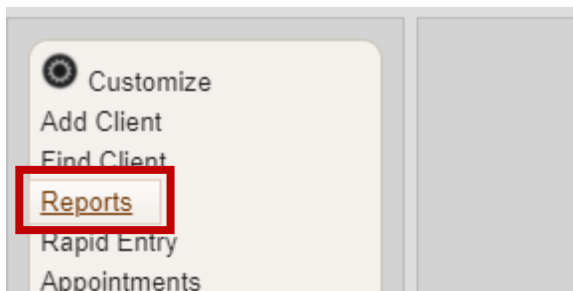 Customize
Add Client
Find Client
Reports
Rapid Entry
Appointments